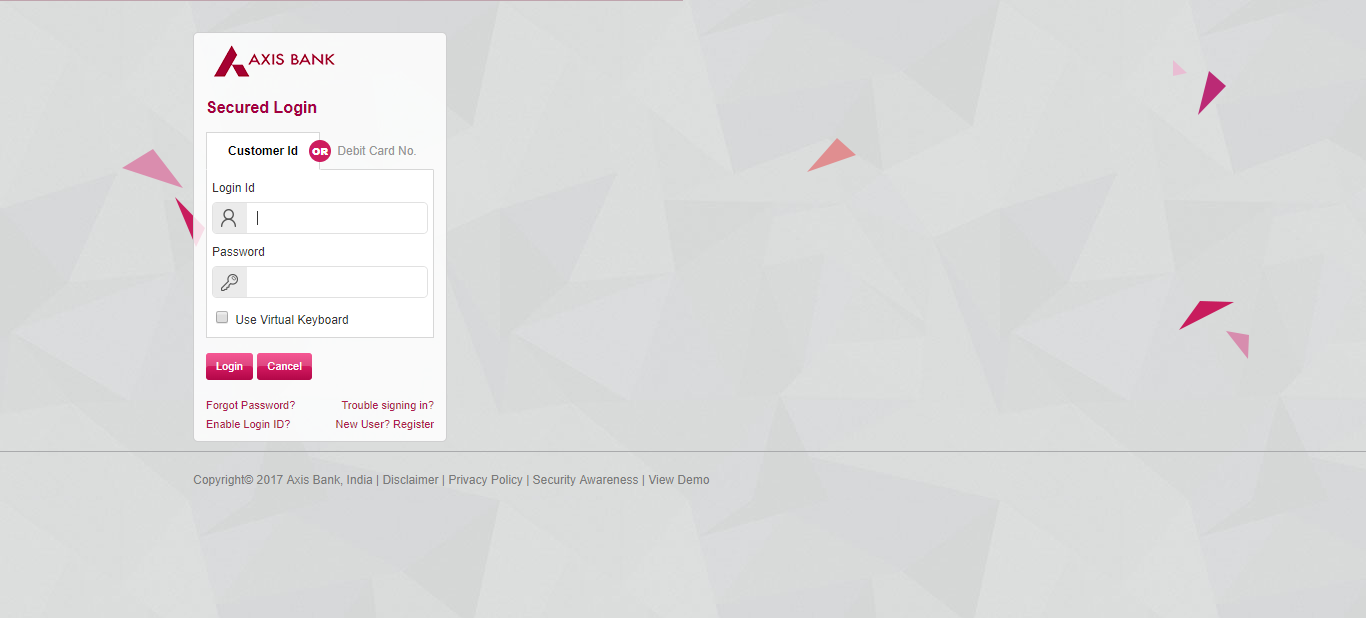 AXIS BANK
Secured Login
Customer Id OR Debit Card No.
Login Id
Password
Use Virtual Keyboard
Login Cancel
Forgot Password? Trouble signing in?
Enable Login ID? New User? Register
Copyright© 2017 Axis Bank, India | Disclaimer | Privacy Policy | Security Awareness | View Demo